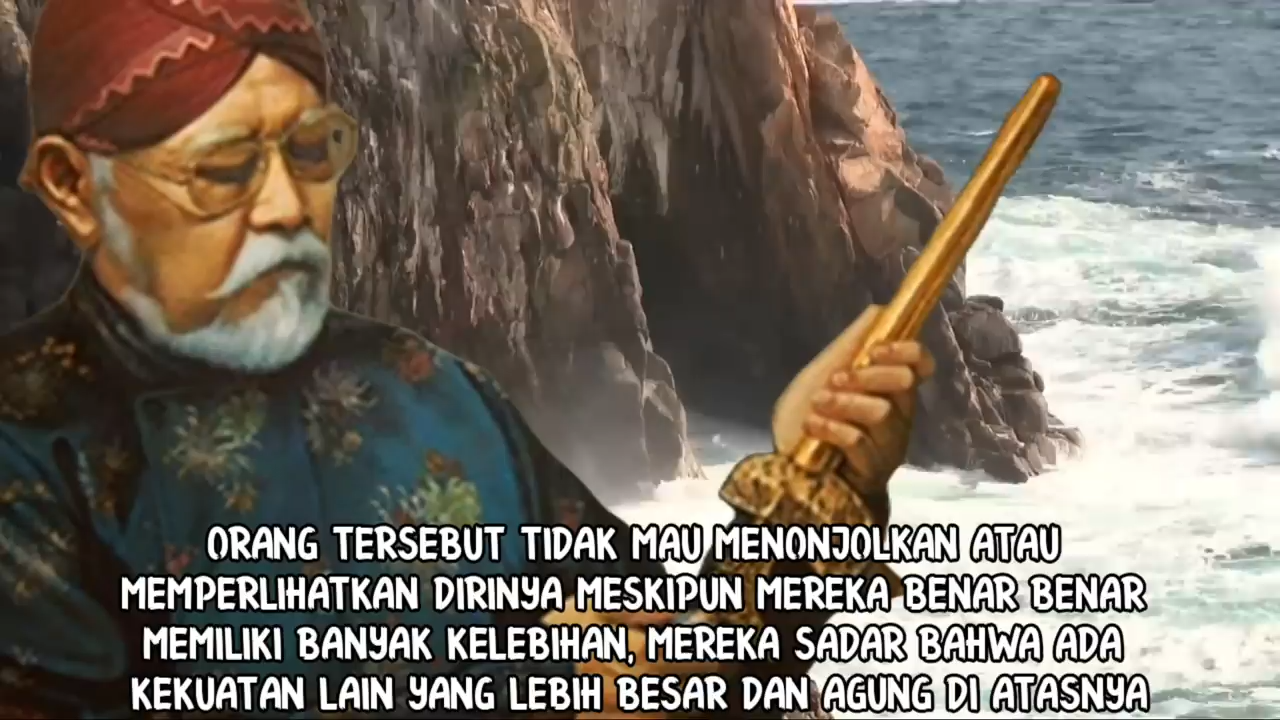 ORANG TERSEBUT TIDAK MAU MENONJOLKAN ATAU
MEMPERLIHATKAN DIRINYA MESKIPUN MEREKA BENAR BENAR
MEMILIKI BANYAK KELEBIHAN, MEREKA SADAR BAHWA ADA
KEKUATAN LAIN YANG LEBIH BESAR DAN AGUNG DI ATASNYA